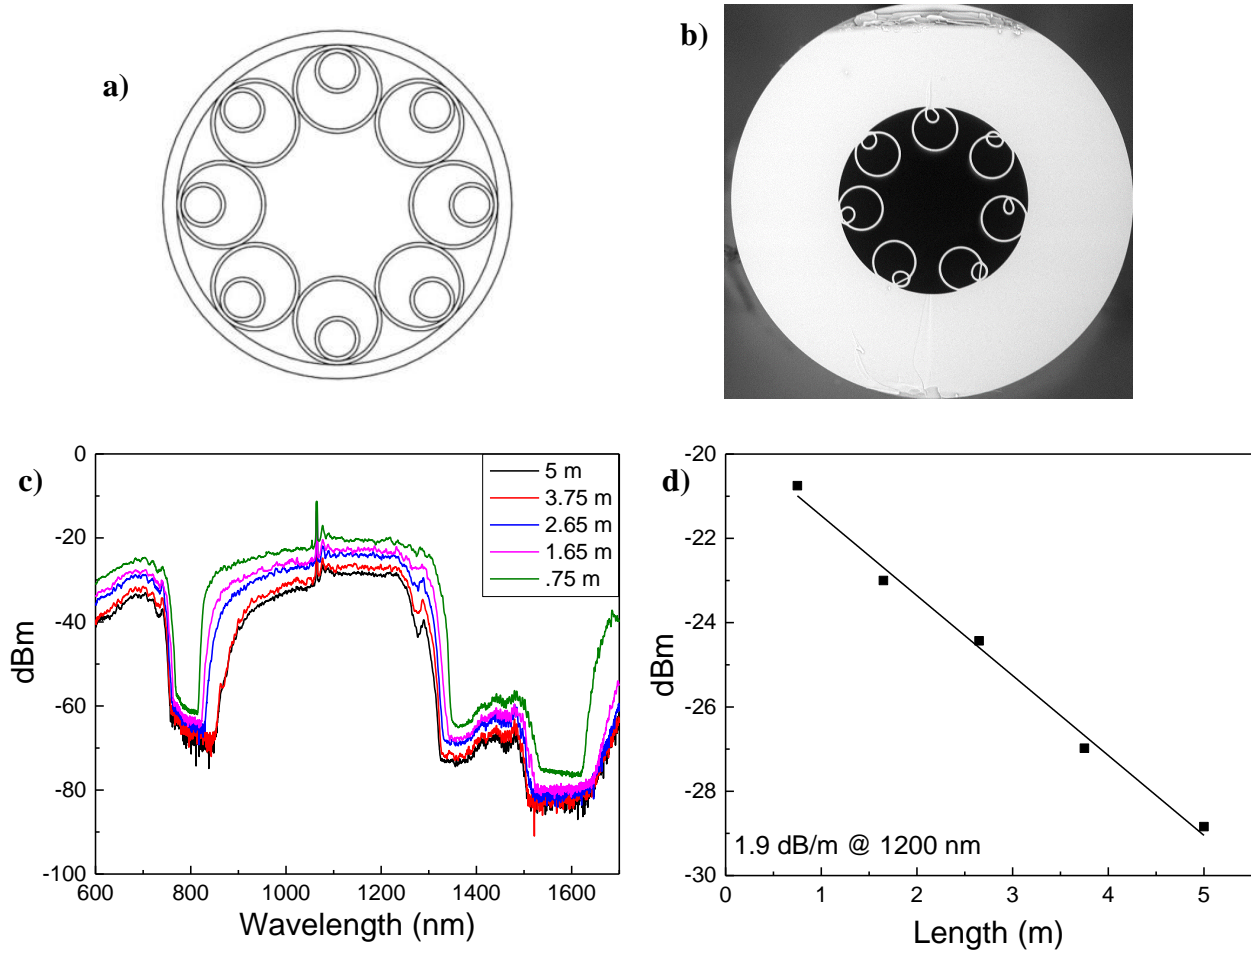 a)
b)
c)
0
-20
-40
-60
-80
-100
dBm
600
800
1000
1200
1400
1600
Wavelength (nm)
5 m
3.75 m
2.65 m
1.65 m
.75 m
d)
-20
-22
-24
-26
-28
-30
dBm
1.9 dB/m @ 1200 nm
0
1
2
3
4
5
Length (m)